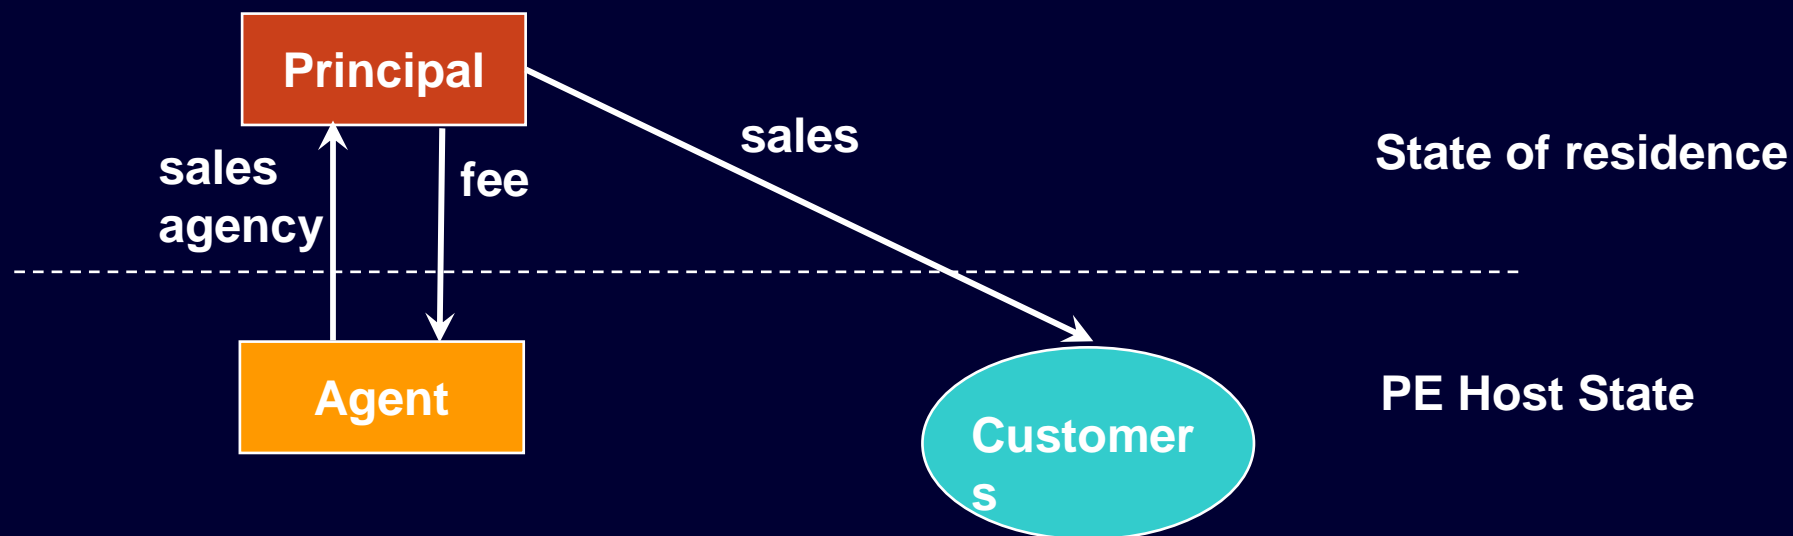 Principal
sales
State of residence
sales
agency
fee
Agent
PE Host State
Customer
s